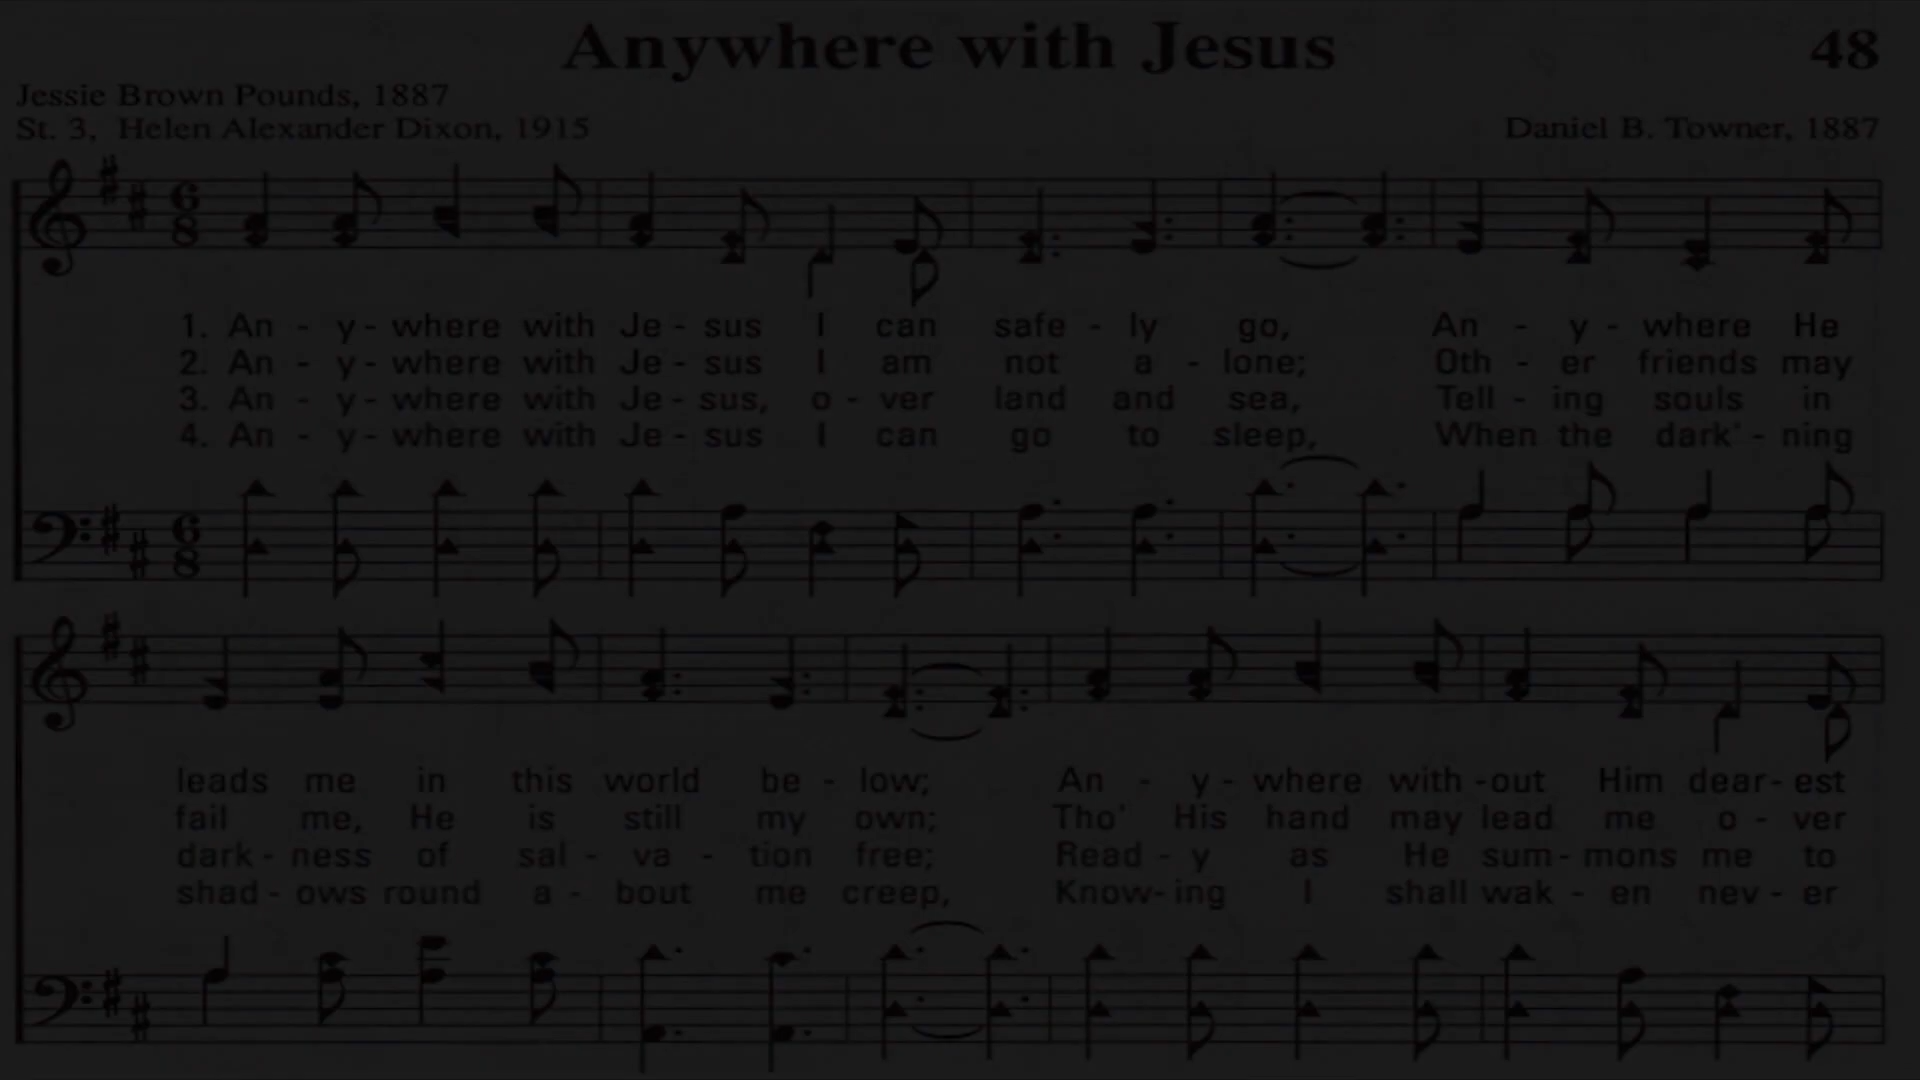 Anywhere with Jesus
48
Jessie Brown Pounds, 1887
St. 3, Helen Alexander Dixon, 1915
Daniel B. Towner, 1887
6
8
1. An - y - where with Je - sus I can safe - ly go, An - y - where He
2. An - y - where with Je - sus I am not a - lone; Oth - er friends may
3. An - y - where with Je - sus, o - ver land and sea, Tell - ing souls in
4. An - y - where with Je - sus I can go to sleep, When the dark' - ning
6
8
leads me in this world be - low; An - y - where with - out Him dear - est
fail me, He is still my own; Tho' His hand may lead me o - ver
dark - ness of sal - va - tion free; Read - y as He sum - mons me to
shad - ows round a - bout me creep, Know - ing I shall wak - en nev - er